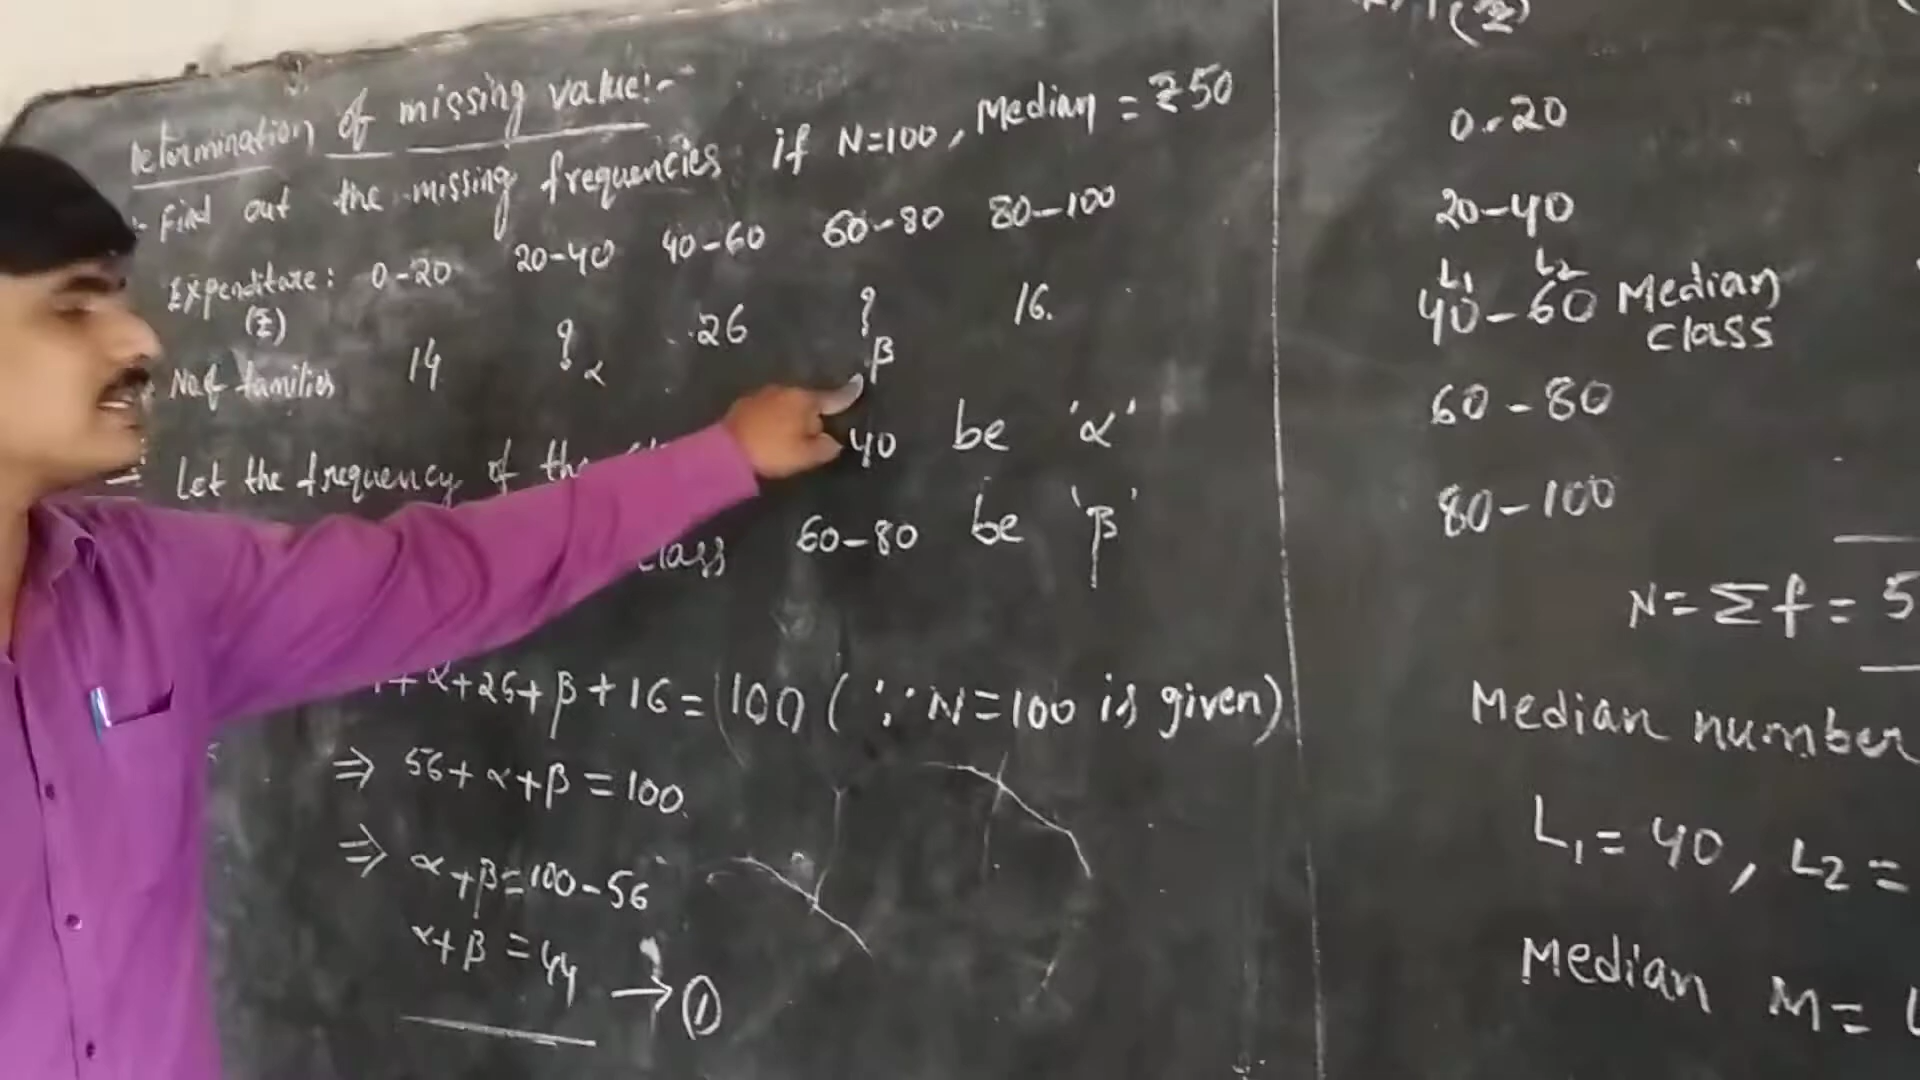 Determination of missing value:-
Find out the missing frequencies if N=100, Median = ₹50
Expenditure: 0-20 20-40 40-60 60-80 80-100
(₹)
No.of families 14 ? α 26 ? β 16.
Let the frequency of the 40 be 'α'
class 60-80 be 'β'
+ α+26+β+16=100 (∵ N=100 is given)
⇒ 56+α+β=100.
⇒ α+β=100-56
α+β=44 → ①
(₹)
0-20
20-40
L₁ L₂
40-60 Median class
60-80
80-100
N=Σf=5
Median number
L₁=40, L₂=
Median M=